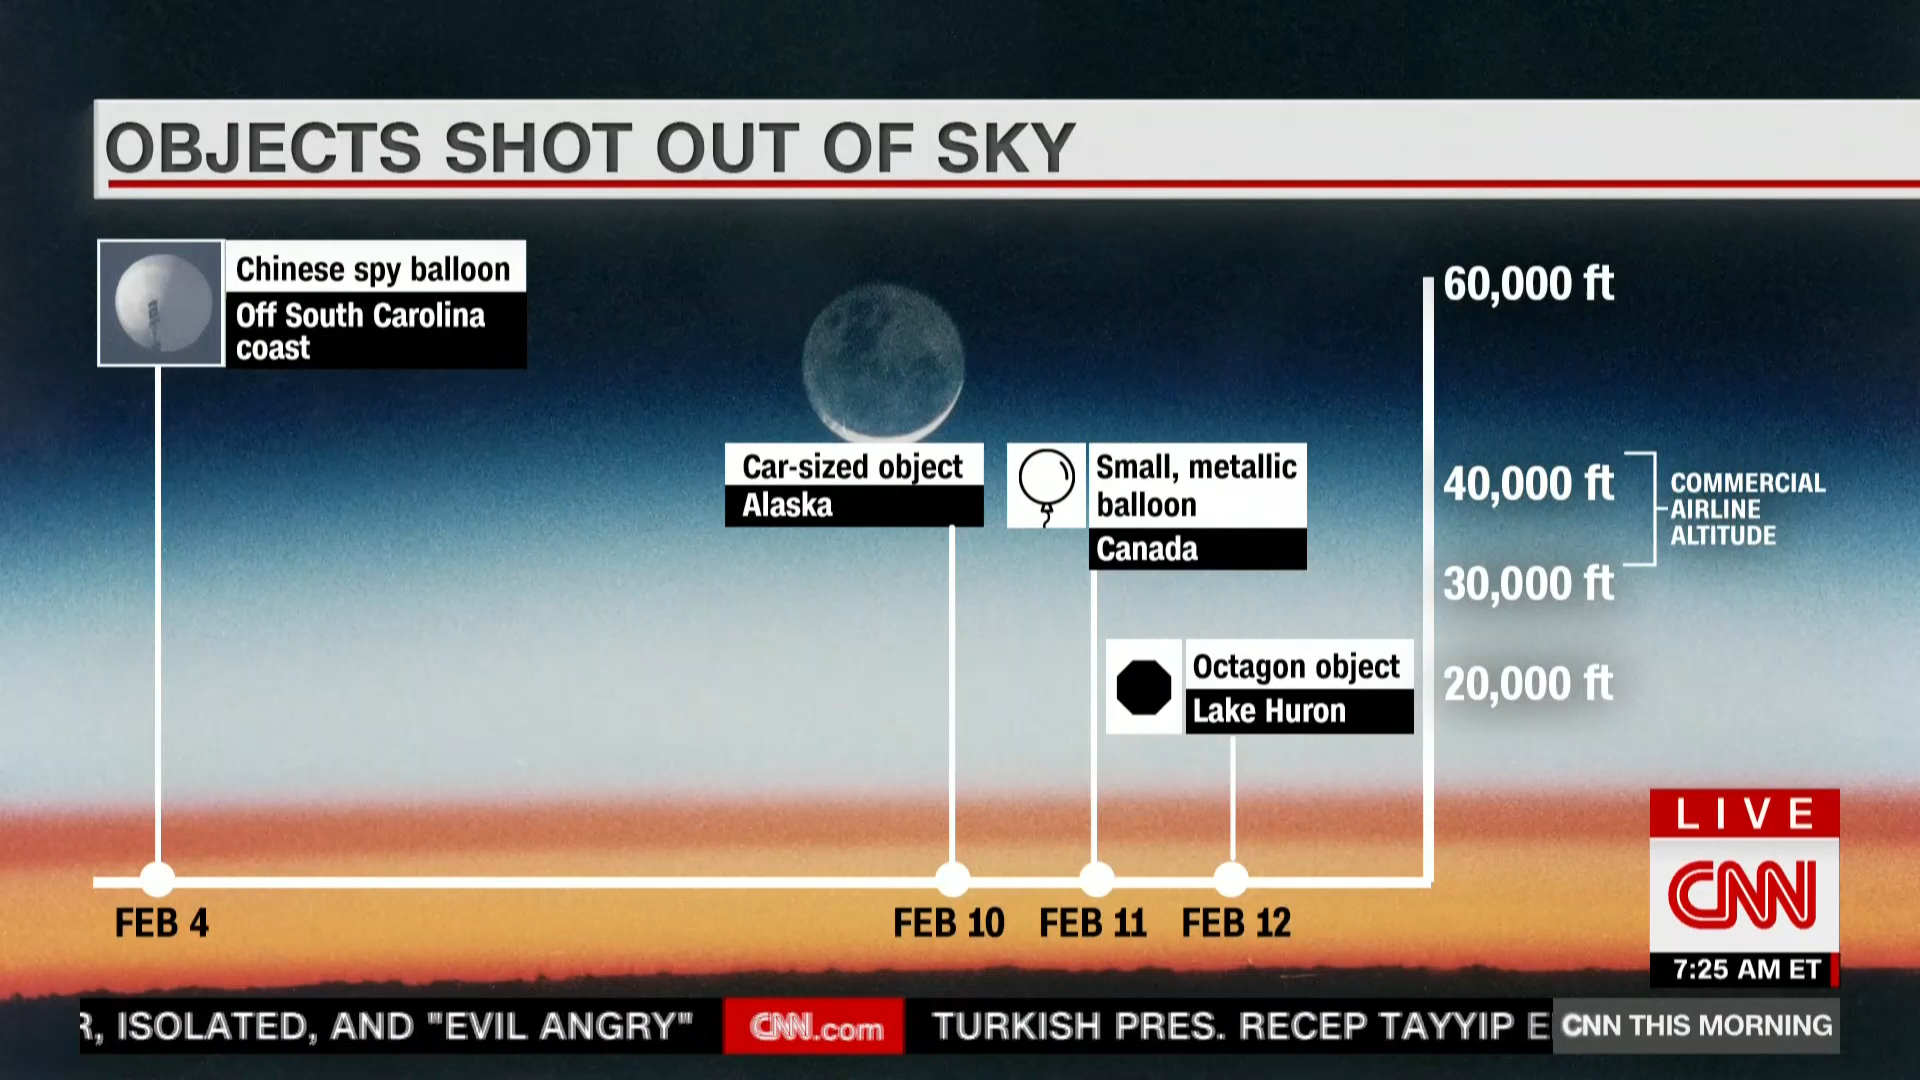 OBJECTS SHOT OUT OF SKY
Chinese spy balloon
Off South Carolina
coast
Car-sized object
Alaska
Small, metallic
balloon
Canada
Octagon object
Lake Huron
60,000 ft
40,000 ft
30,000 ft
20,000 ft
COMMERCIAL
AIRLINE
ALTITUDE
FEB 4
FEB 10
FEB 11
FEB 12
LIVE
CNN
7:25 AM ET
R, ISOLATED, AND "EVIL ANGRY" CNN.com TURKISH PRES. RECEP TAYYIP E
CNN THIS MORNING